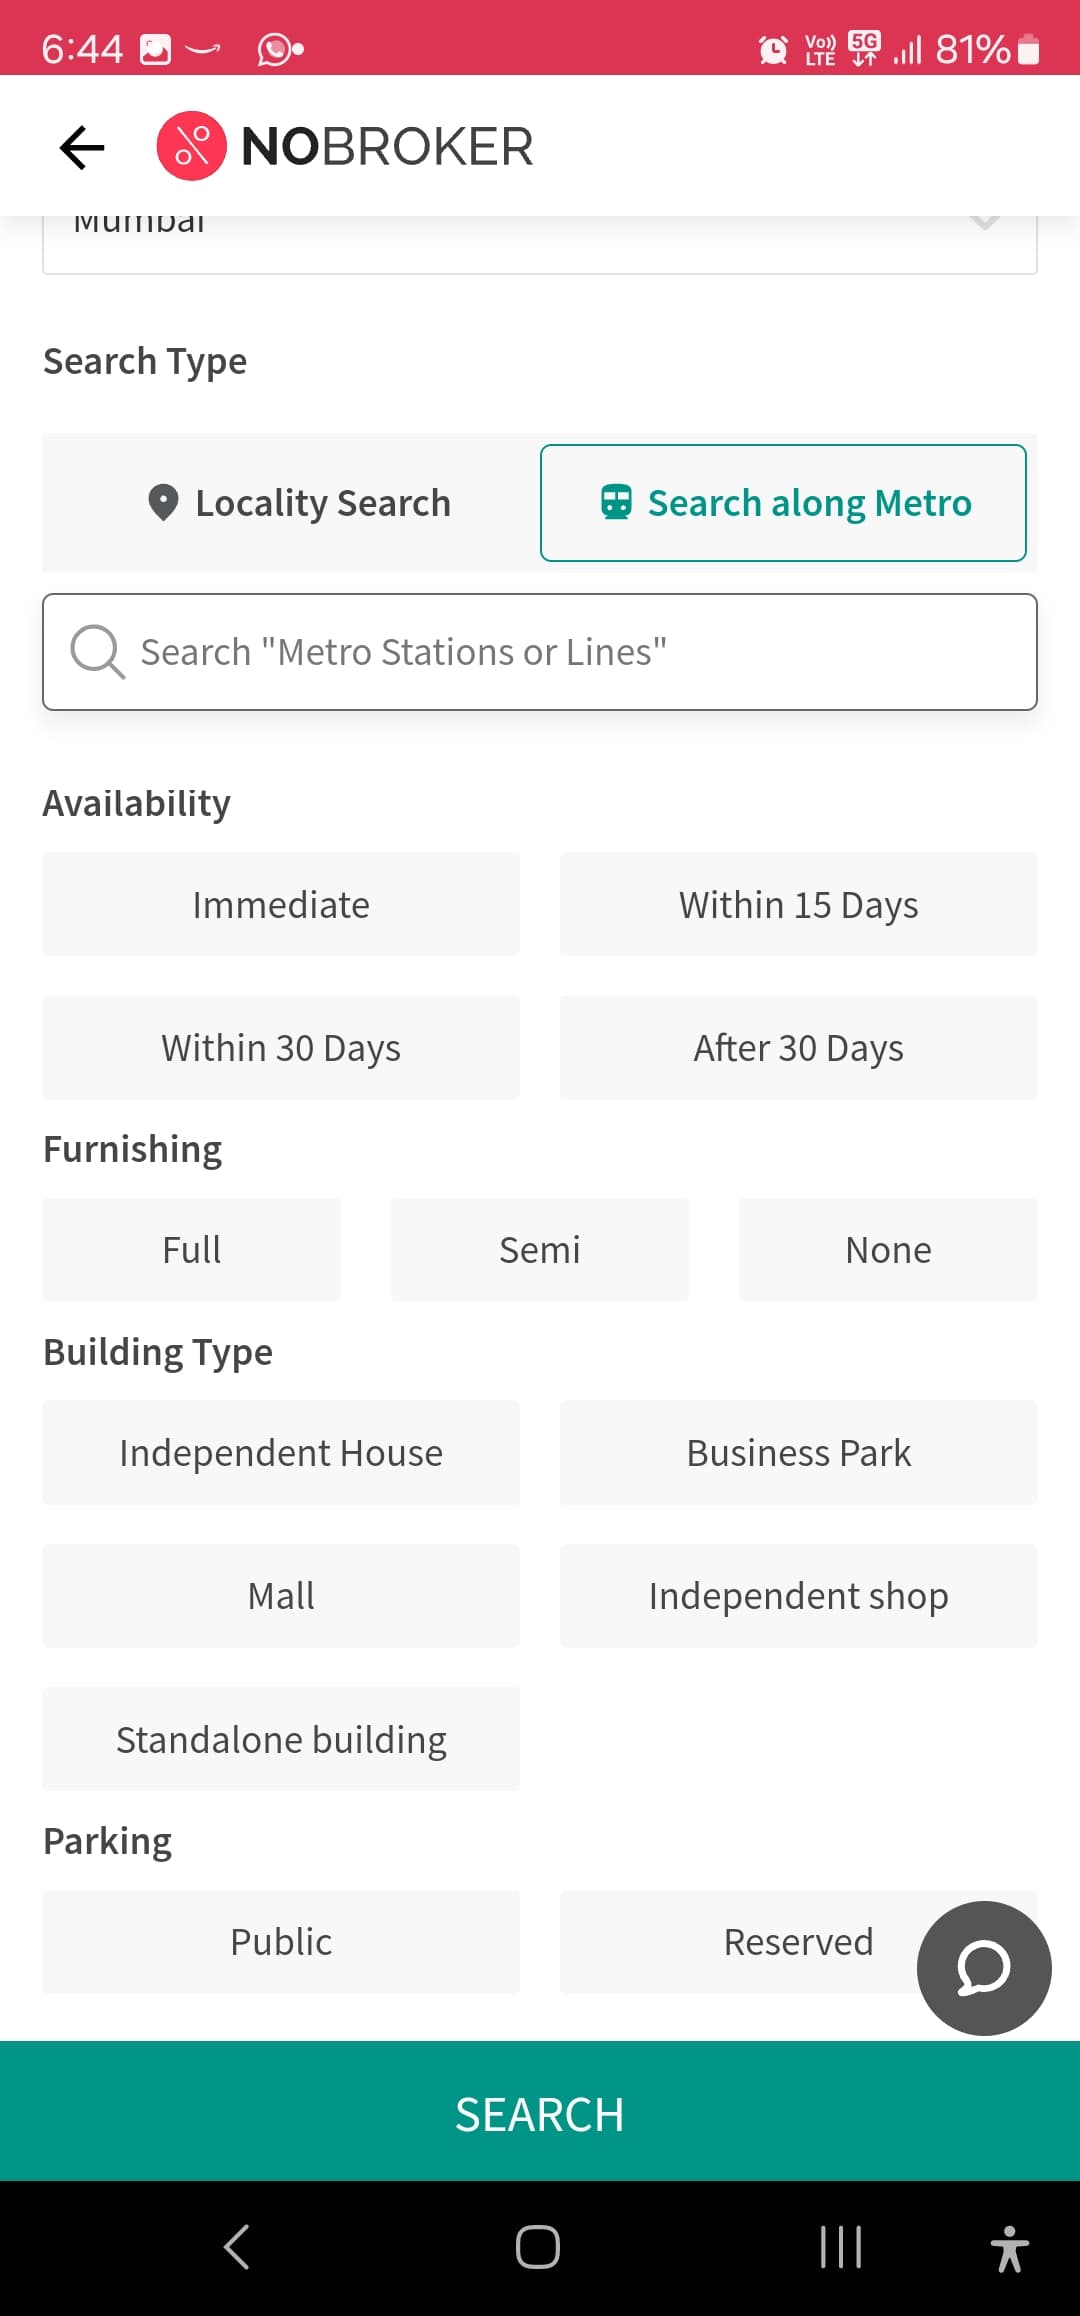 6:44 Vo)) LTE 5G 81%
NOBROKER
Mumbai
Search Type
Locality Search Search along Metro
Search "Metro Stations or Lines"
Availability
Immediate Within 15 Days
Within 30 Days After 30 Days
Furnishing
Full Semi None
Building Type
Independent House Business Park
Mall Independent shop
Standalone building
Parking
Public Reserved
SEARCH